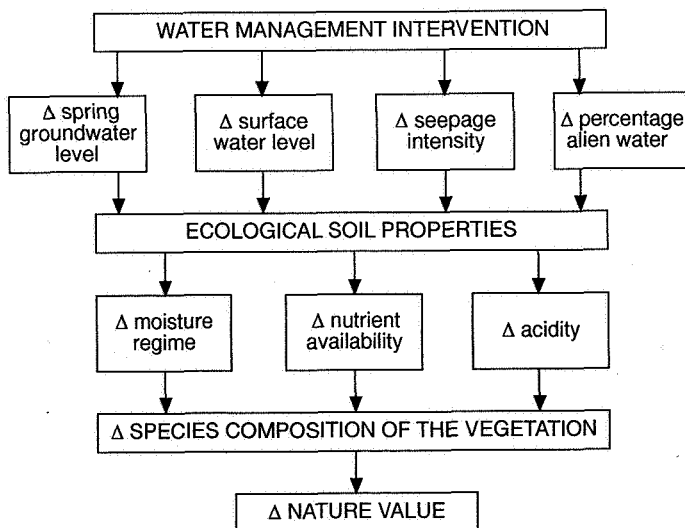 WATER MANAGEMENT INTERVENTION
Δ spring
groundwater
level
Δ surface
water level
Δ seepage
intensity
Δ percentage
alien water
ECOLOGICAL SOIL PROPERTIES
Δ moisture
regime
Δ nutrient
availability
Δ acidity
Δ SPECIES COMPOSITION OF THE VEGETATION
Δ NATURE VALUE